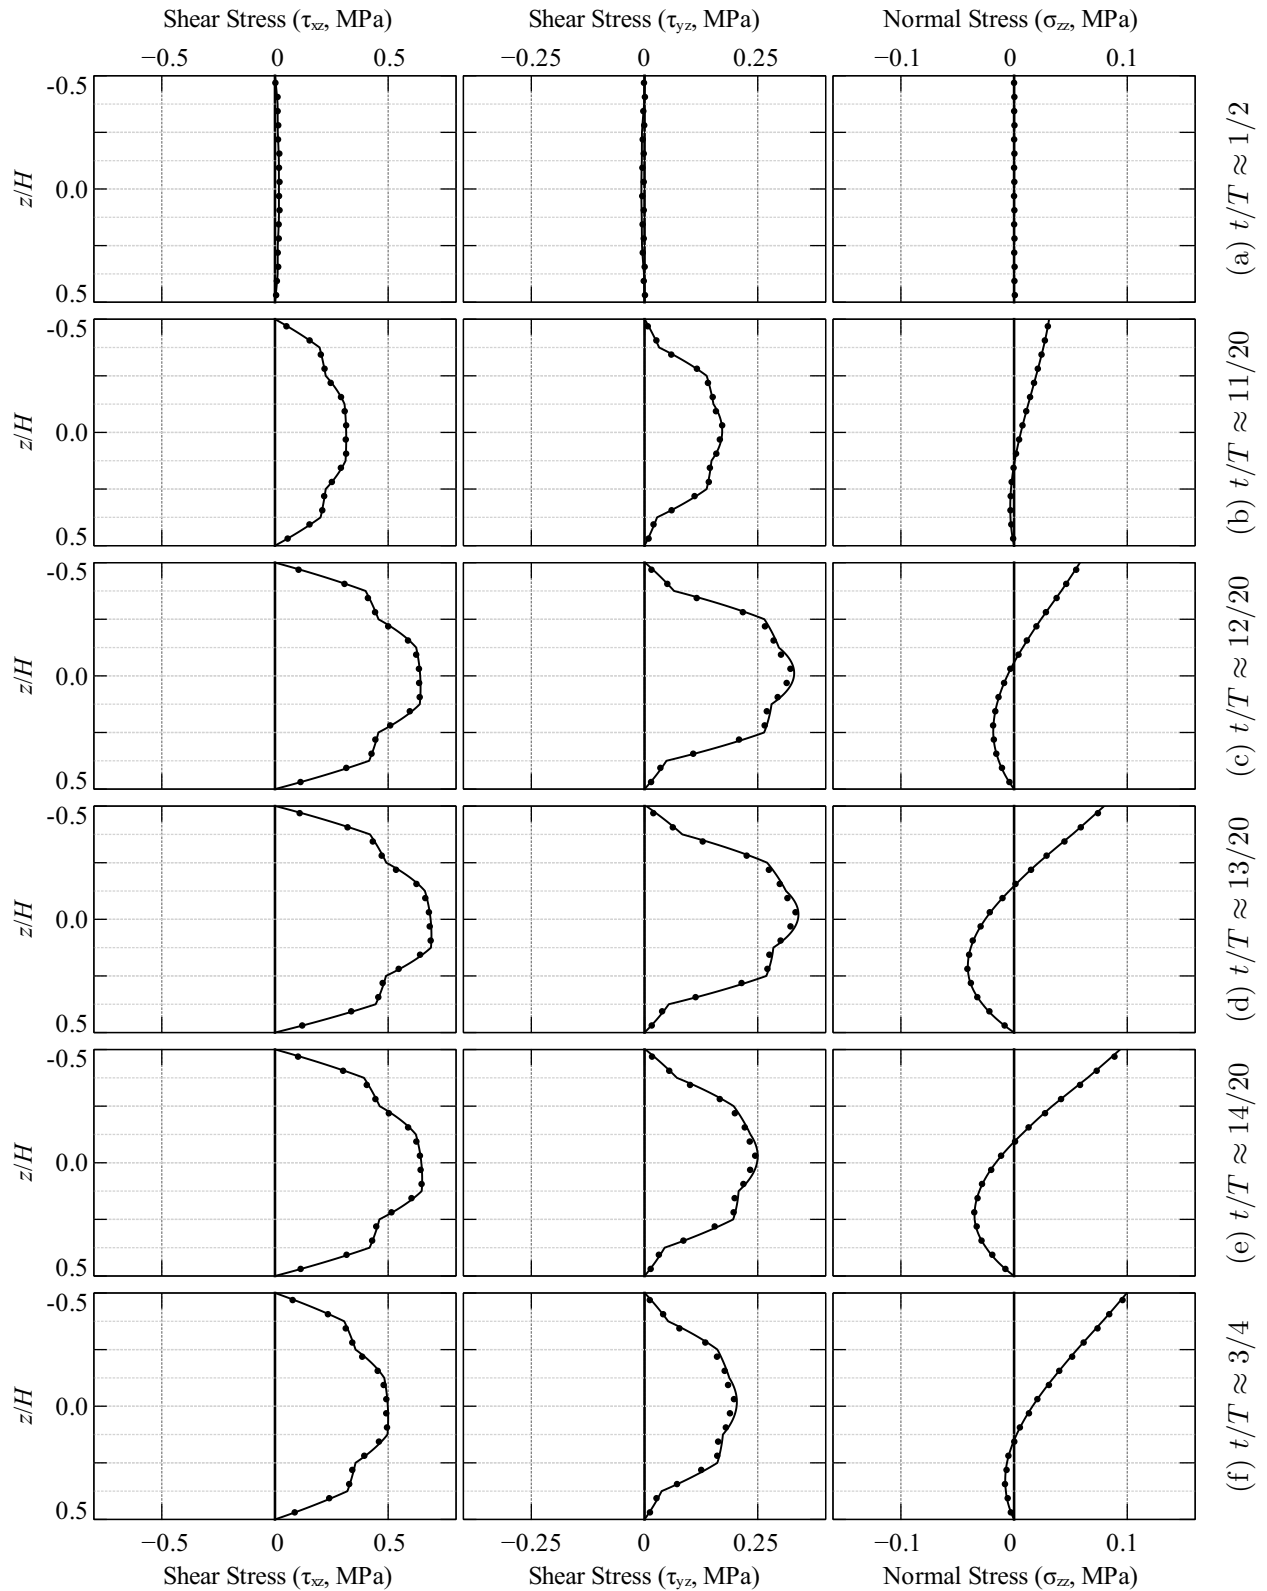 Shear Stress (τxz, MPa) Shear Stress (τyz, MPa) Normal Stress (σzz, MPa)
−0.5 0 0.5 −0.25 0 0.25 −0.1 0 0.1
-0.5
0.0
0.5
z/H
(a) t/T ≈ 1/2
-0.5
0.0
0.5
z/H
(b) t/T ≈ 11/20
-0.5
0.0
0.5
z/H
(c) t/T ≈ 12/20
-0.5
0.0
0.5
z/H
(d) t/T ≈ 13/20
-0.5
0.0
0.5
z/H
(e) t/T ≈ 14/20
-0.5
0.0
0.5
z/H
(f) t/T ≈ 3/4
−0.5 0 0.5 −0.25 0 0.25 −0.1 0 0.1
Shear Stress (τxz, MPa) Shear Stress (τyz, MPa) Normal Stress (σzz, MPa)